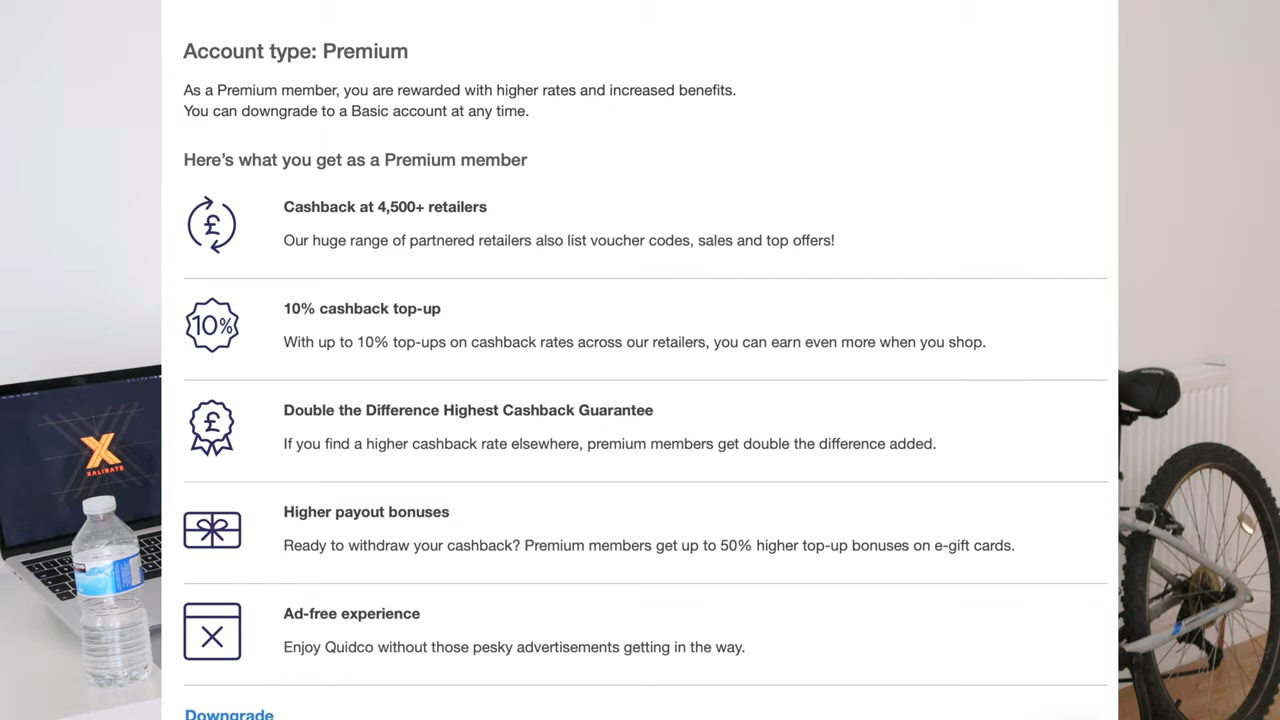 Account type: Premium
As a Premium member, you are rewarded with higher rates and increased benefits.
You can downgrade to a Basic account at any time.
Here's what you get as a Premium member
£
Cashback at 4,500+ retailers
Our huge range of partnered retailers also list voucher codes, sales and top offers!
10%
10% cashback top-up
With up to 10% top-ups on cashback rates across our retailers, you can earn even more when you shop.
£
Double the Difference Highest Cashback Guarantee
If you find a higher cashback rate elsewhere, premium members get double the difference added.
Higher payout bonuses
Ready to withdraw your cashback? Premium members get up to 50% higher top-up bonuses on e-gift cards.
Ad-free experience
Enjoy Quidco without those pesky advertisements getting in the way.
Downgrade
XALIRATE